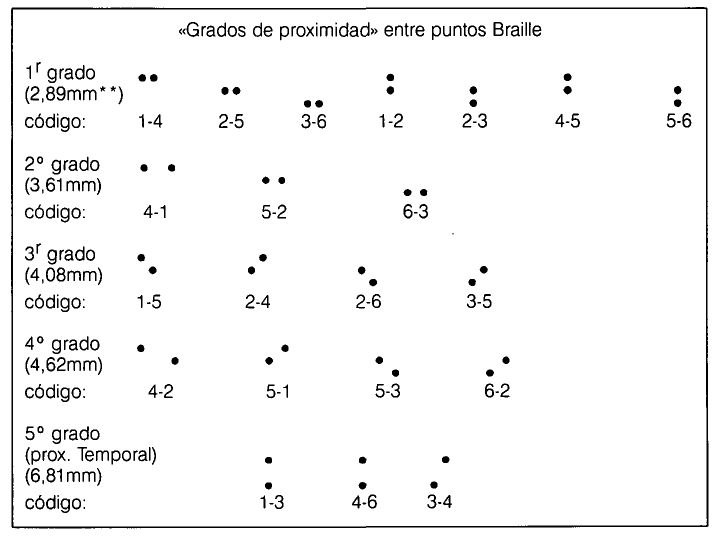 «Grados de proximidad» entre puntos Braille
1r grado
(2,89mm**)
código: 1-4 2-5 3-6 1-2 2-3 4-5 5-6
2º grado
(3,61mm)
código: 4-1 5-2 6-3
3r grado
(4,08mm)
código: 1-5 2-4 2-6 3-5
4º grado
(4,62mm)
código: 4-2 5-1 5-3 6-2
5º grado
(prox. Temporal)
(6,81mm)
código: 1-3 4-6 3-4